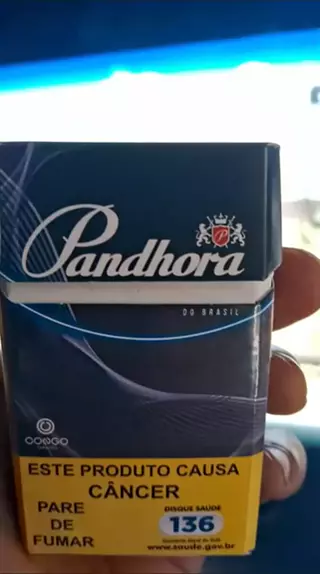 Pandhora
DO BRASIL
CONGO
ESTE PRODUTO CAUSA
CÂNCER
PARE
DE
FUMAR
DISQUE SAÚDE
136
www.saude.gov.br